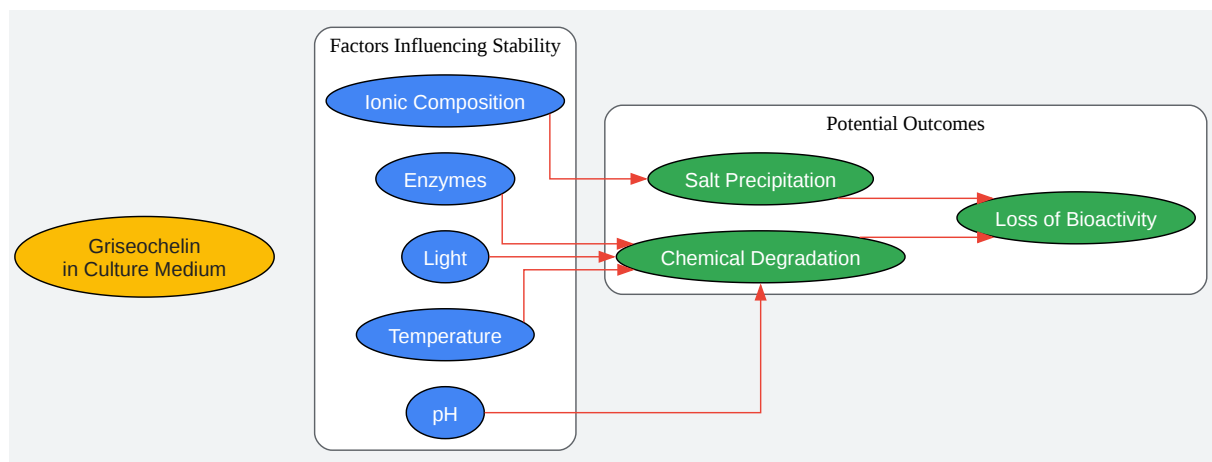 Griseochelin
in Culture Medium
Factors Influencing Stability
Ionic Composition
Enzymes
Light
Temperature
pH
Potential Outcomes
Salt Precipitation
Chemical Degradation
Loss of Bioactivity